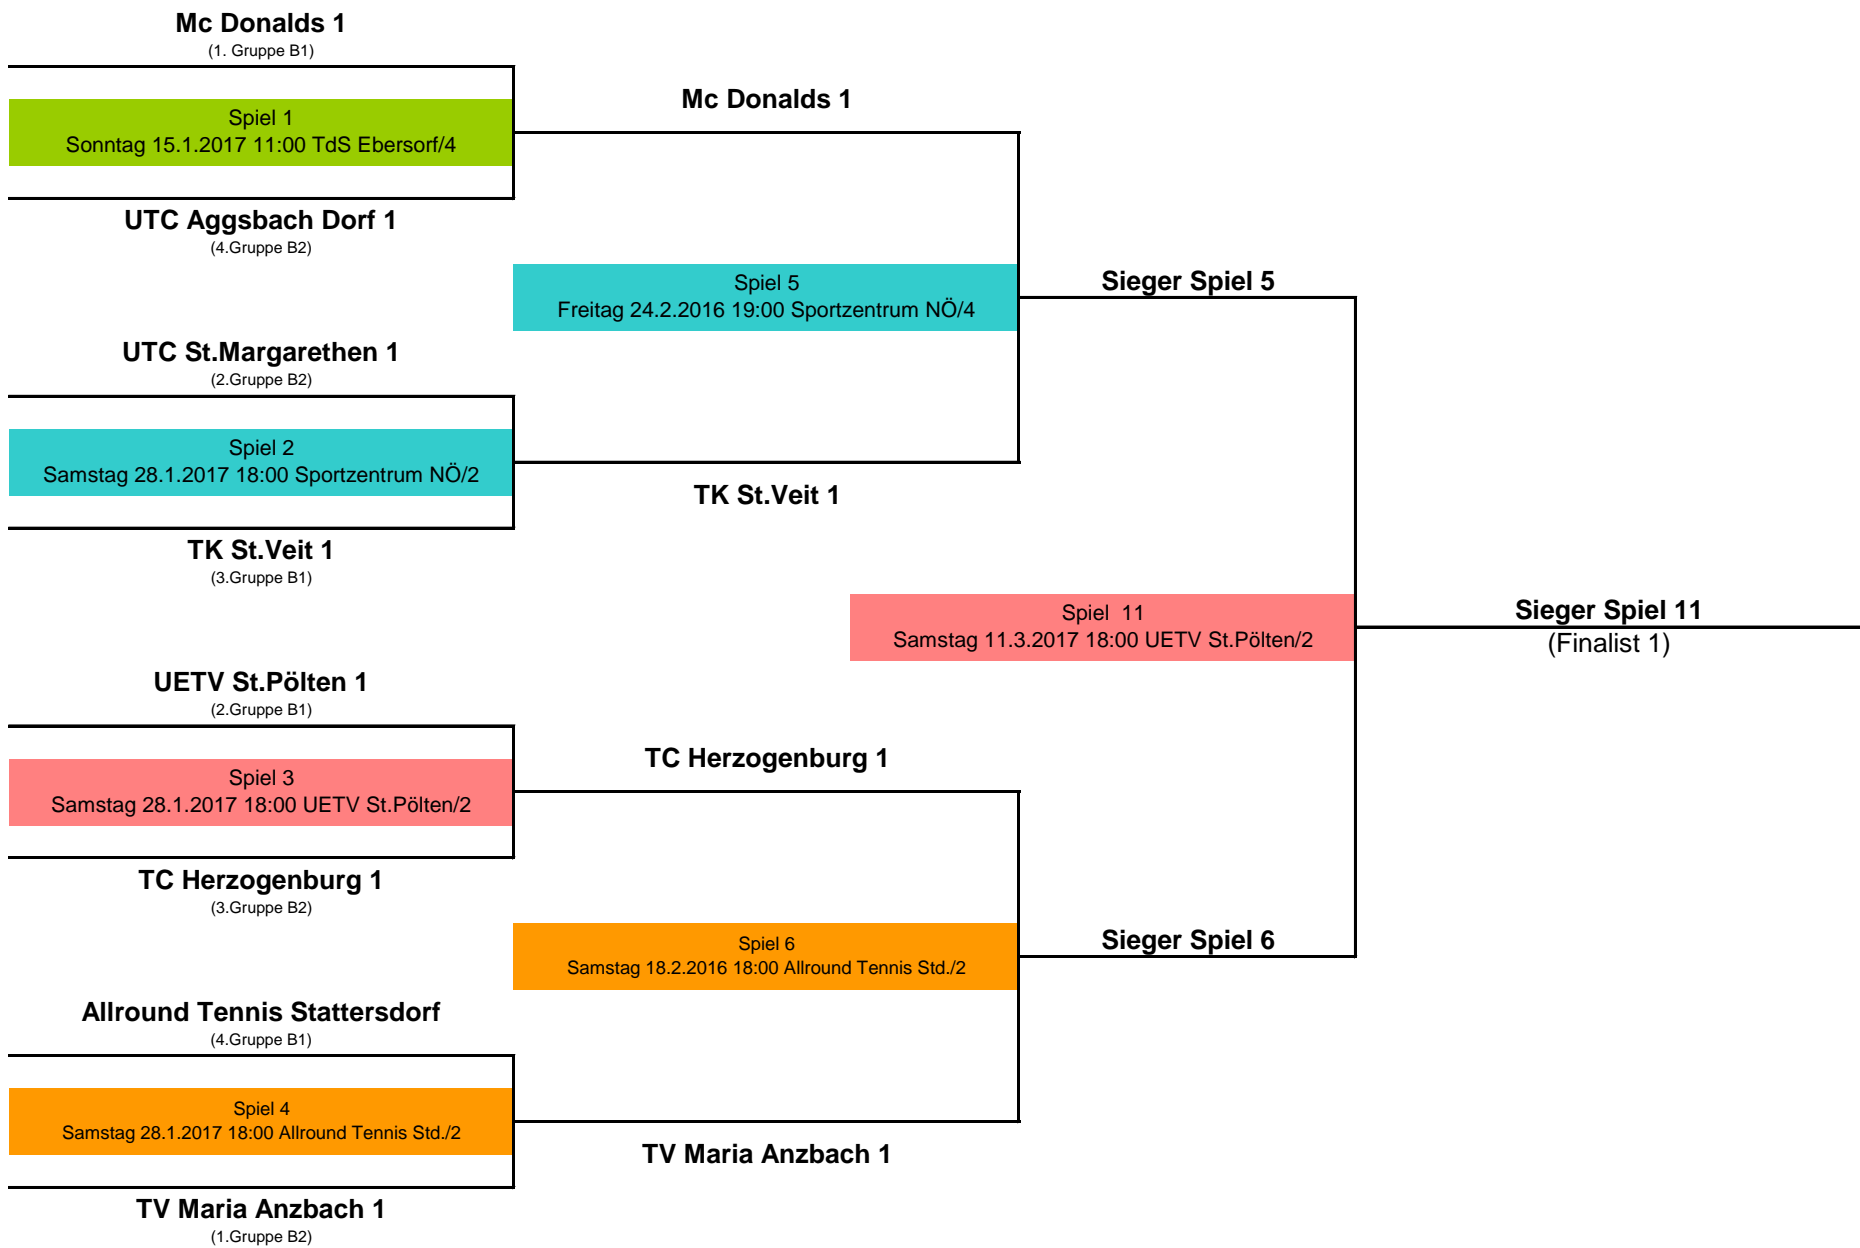 Mc Donalds 1
(1. Gruppe B1)
Spiel 1
Sonntag 15.1.2017 11:00 TdS Ebersorf/4
UTC Aggsbach Dorf 1
(4.Gruppe B2)
UTC St.Margarethen 1
(2.Gruppe B2)
Spiel 2
Samstag 28.1.2017 18:00 Sportzentrum NÖ/2
TK St.Veit 1
(3.Gruppe B1)
UETV St.Pölten 1
(2.Gruppe B1)
Spiel 3
Samstag 28.1.2017 18:00 UETV St.Pölten/2
TC Herzogenburg 1
(3.Gruppe B2)
Allround Tennis Stattersdorf
(4.Gruppe B1)
Spiel 4
Samstag 28.1.2017 18:00 Allround Tennis Std./2
TV Maria Anzbach 1
(1.Gruppe B2)
Mc Donalds 1
Spiel 5
Freitag 24.2.2016 19:00 Sportzentrum NÖ/4
TK St.Veit 1
TC Herzogenburg 1
Spiel 6
Samstag 18.2.2016 18:00 Allround Tennis Std./2
TV Maria Anzbach 1
Sieger Spiel 5
Spiel  11
Samstag 11.3.2017 18:00 UETV St.Pölten/2
Sieger Spiel 6
Sieger Spiel 11
(Finalist 1)